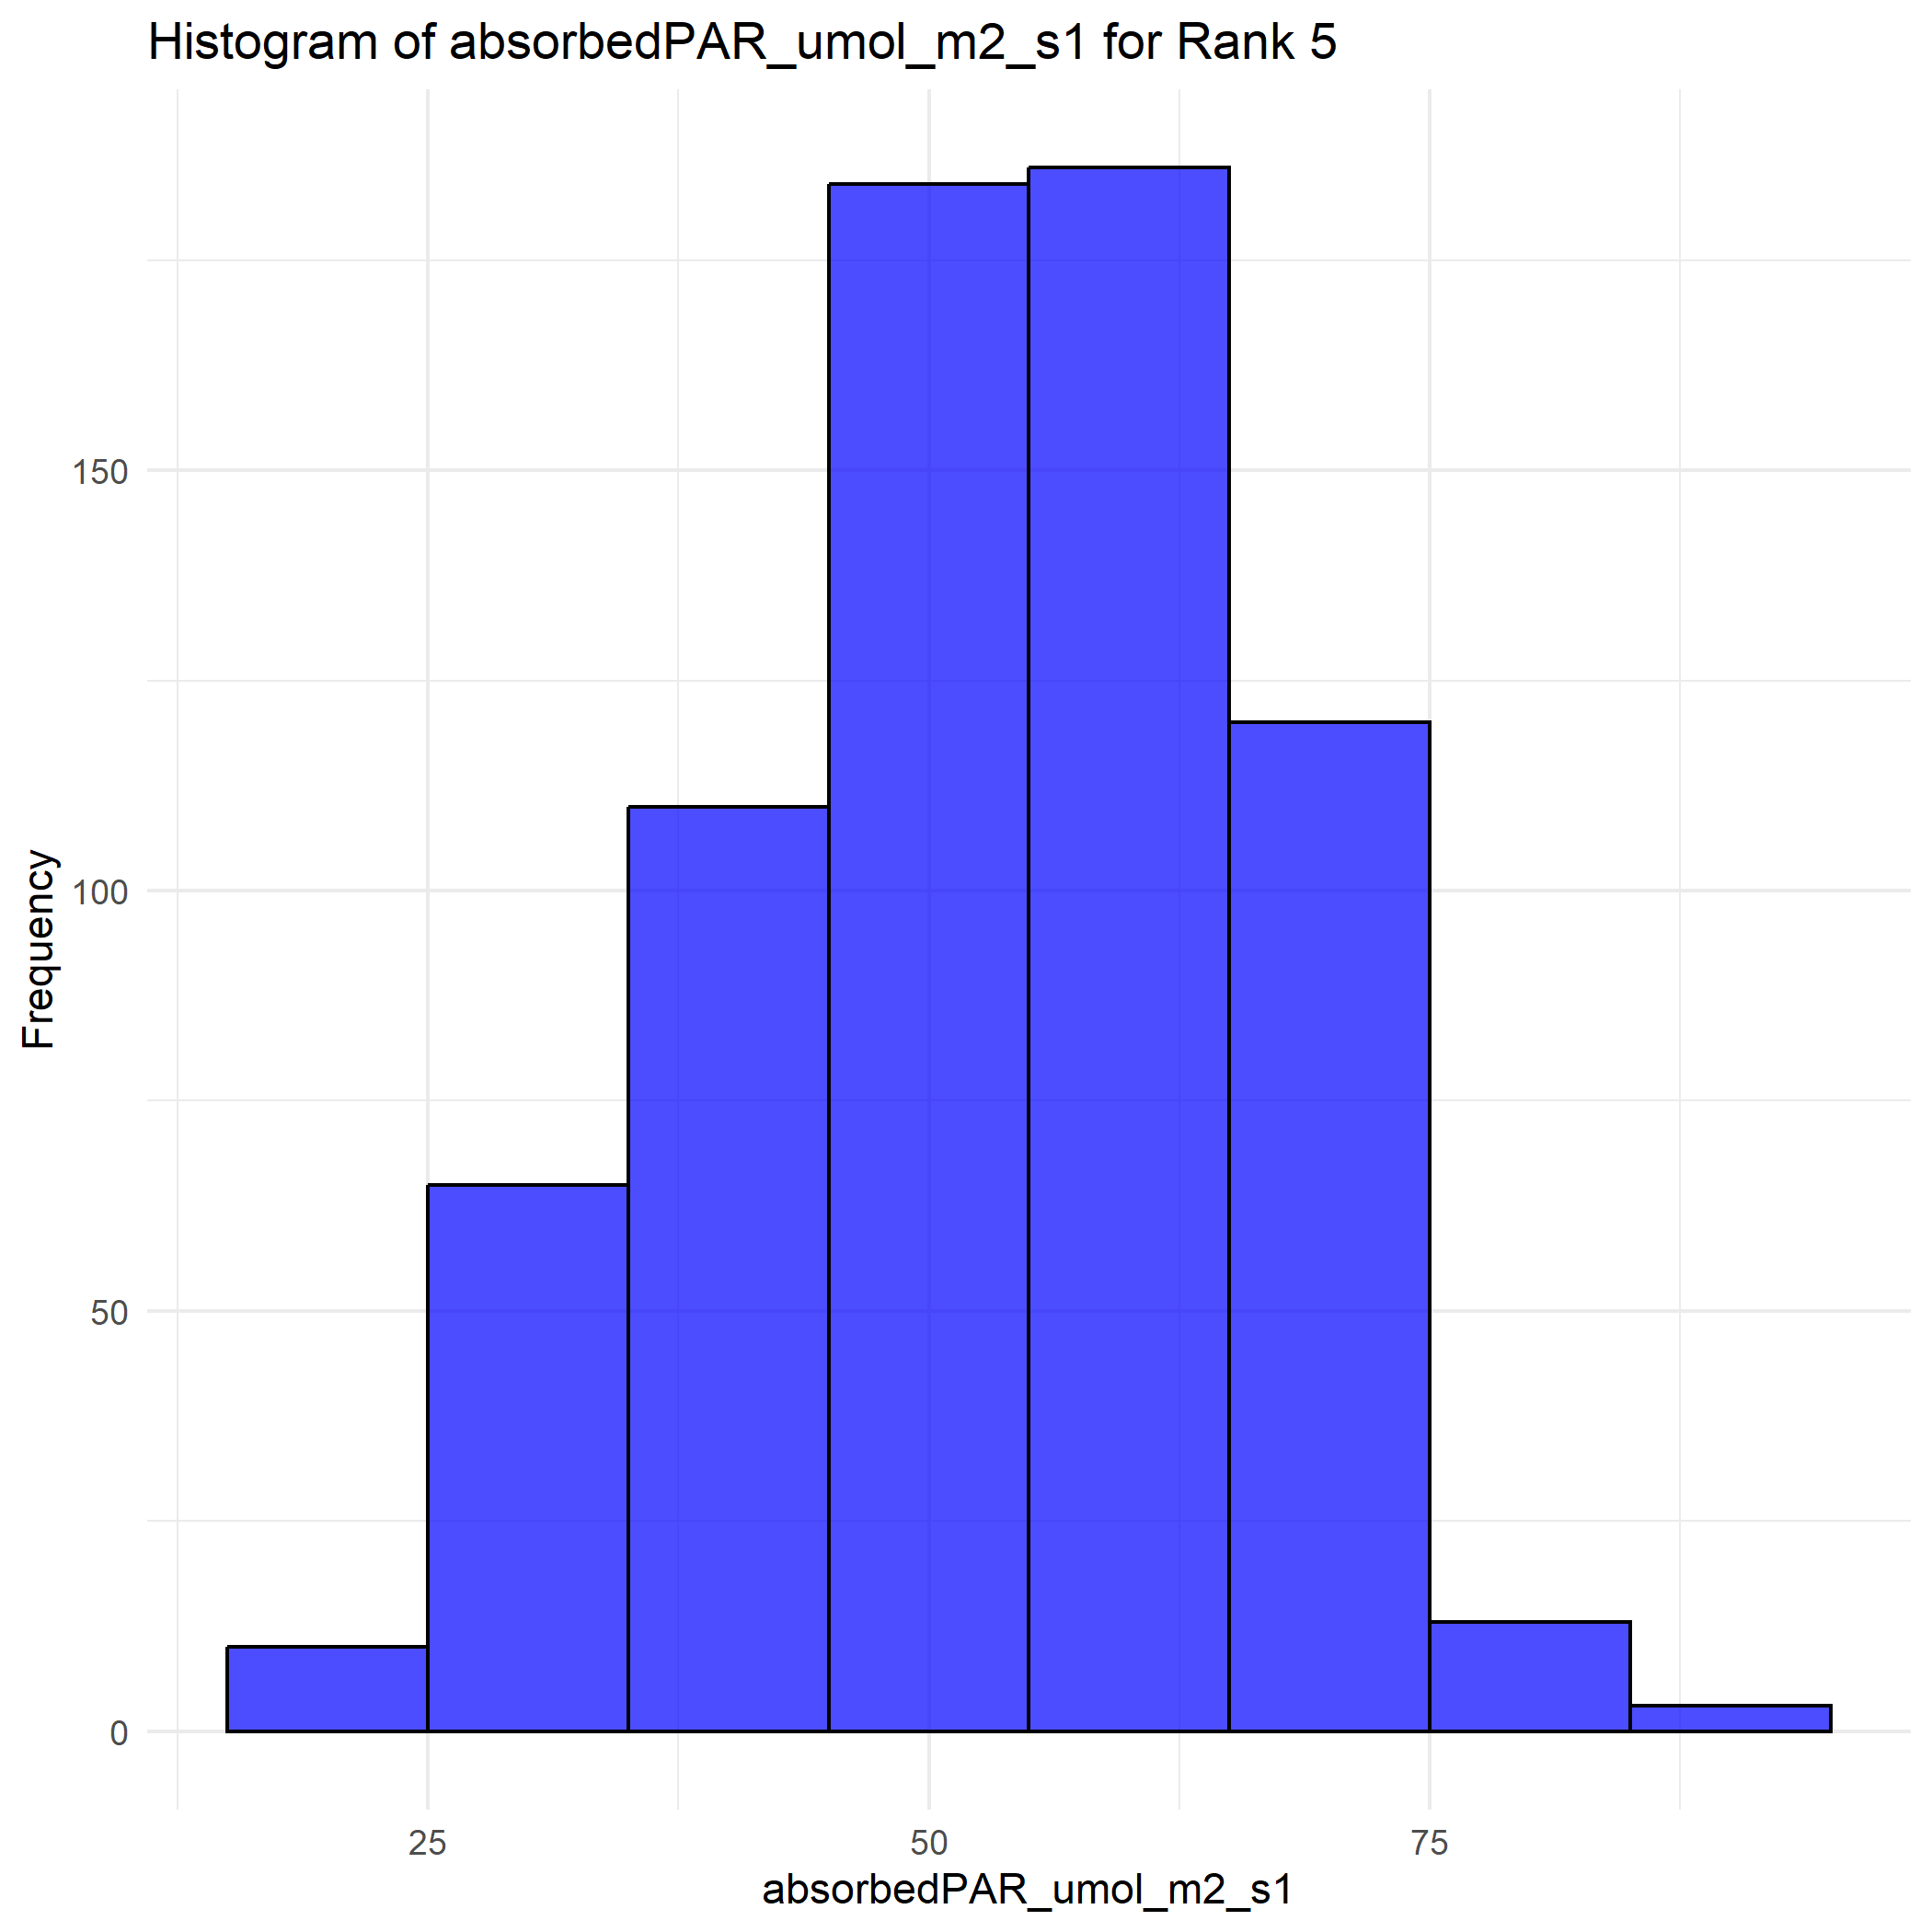 Histogram of absorbedPAR_umol_m2_s1 for Rank 5
Frequency
150
100
50
0
25 50 75
absorbedPAR_umol_m2_s1